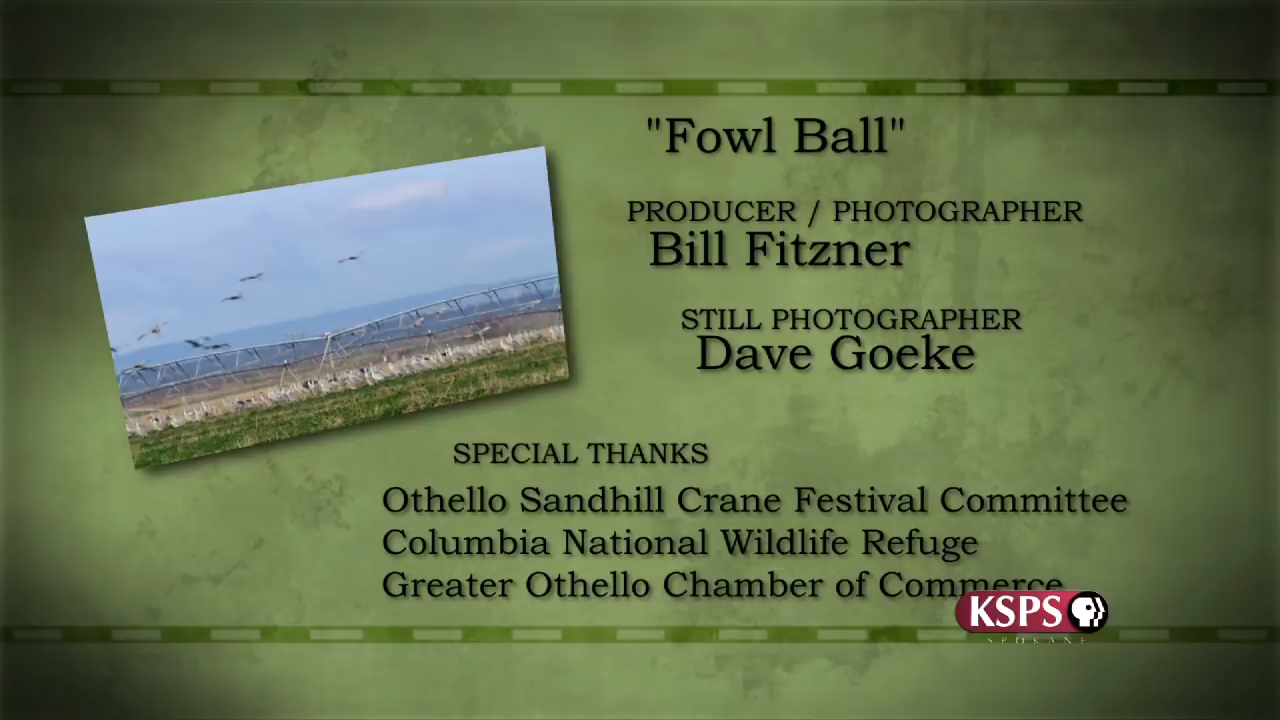 "Fowl Ball"
PRODUCER / PHOTOGRAPHER
Bill Fitzner
STILL PHOTOGRAPHER
Dave Goeke
SPECIAL THANKS
Othello Sandhill Crane Festival Committee
Columbia National Wildlife Refuge
Greater Othello Chamber of Commerce
KSPS
SPOKANE